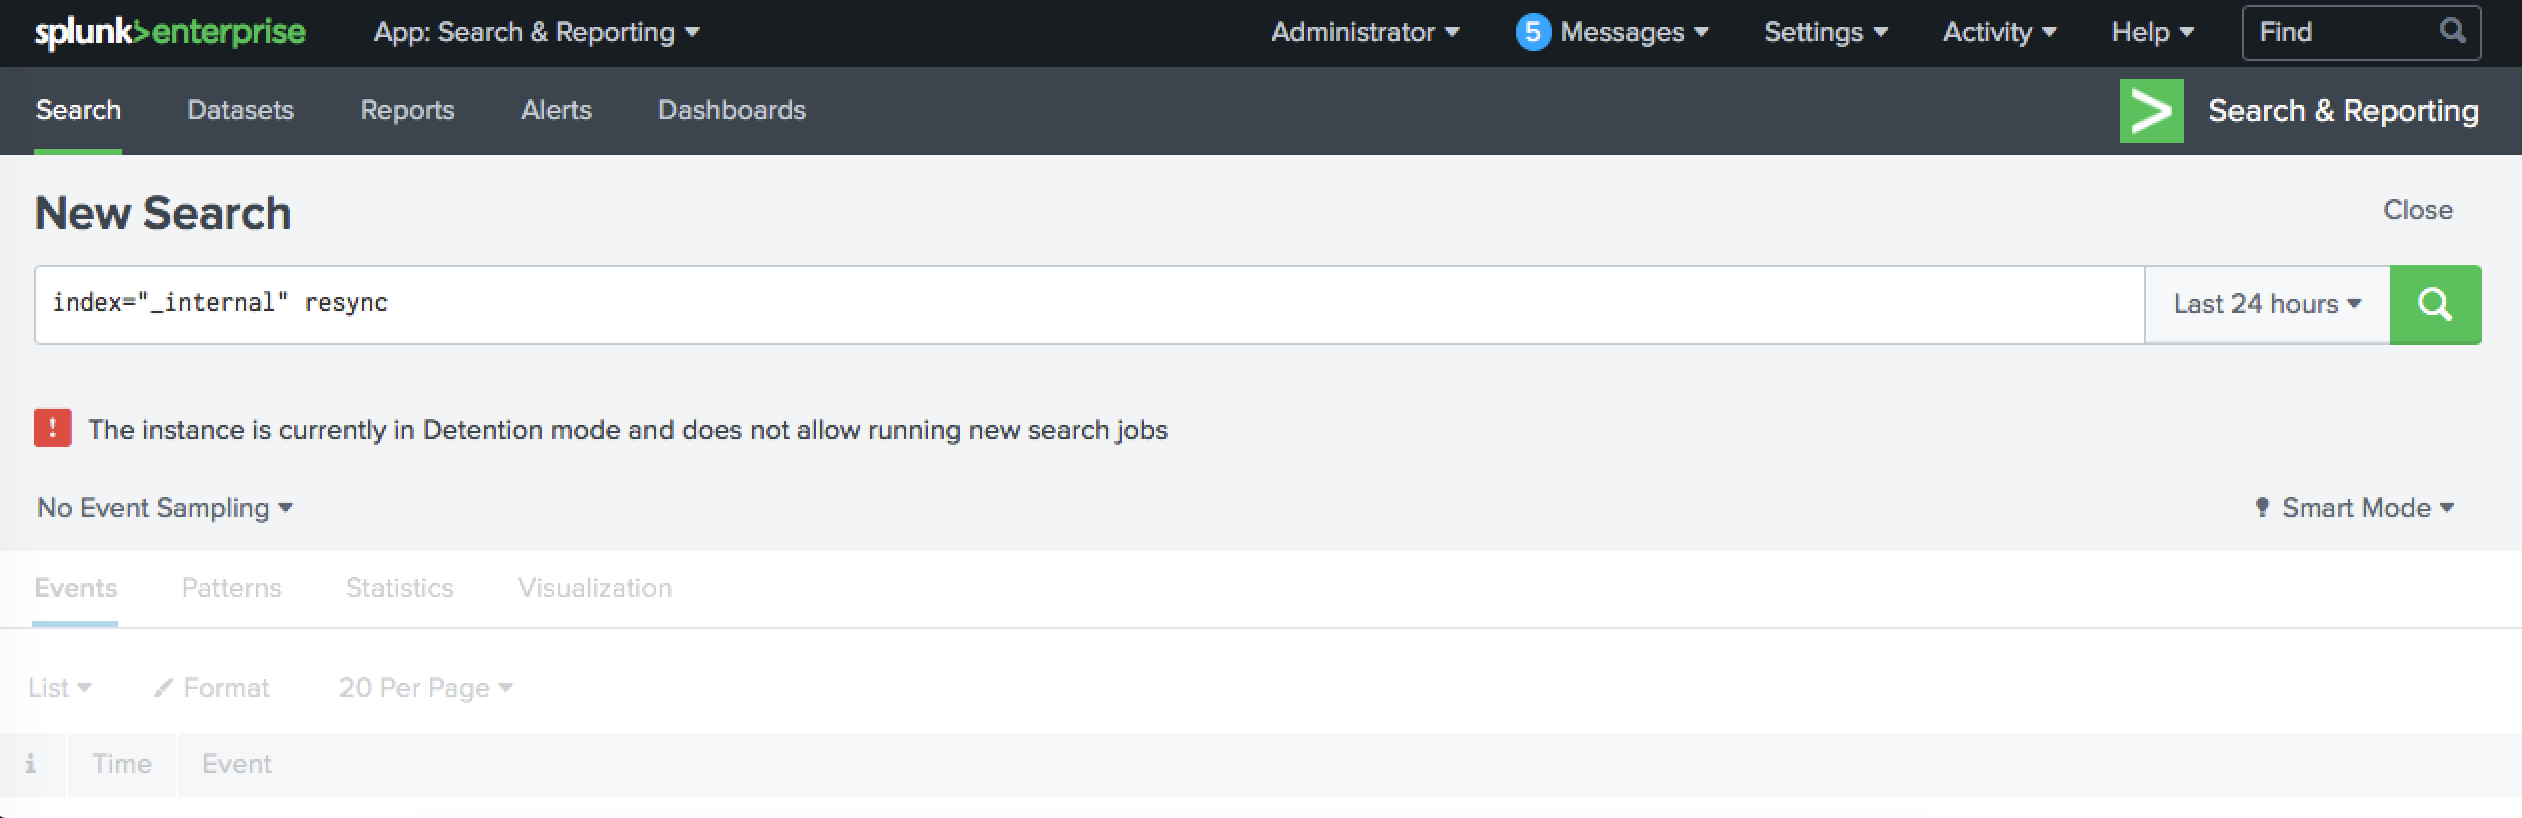 splunk>enterprise App: Search & Reporting Administrator 5 Messages Settings Activity Help Find
Search Datasets Reports Alerts Dashboards > Search & Reporting
New Search Close
index="_internal" resync Last 24 hours
! The instance is currently in Detention mode and does not allow running new search jobs
No Event Sampling Smart Mode
Events Patterns Statistics Visualization
List Format 20 Per Page
i Time Event